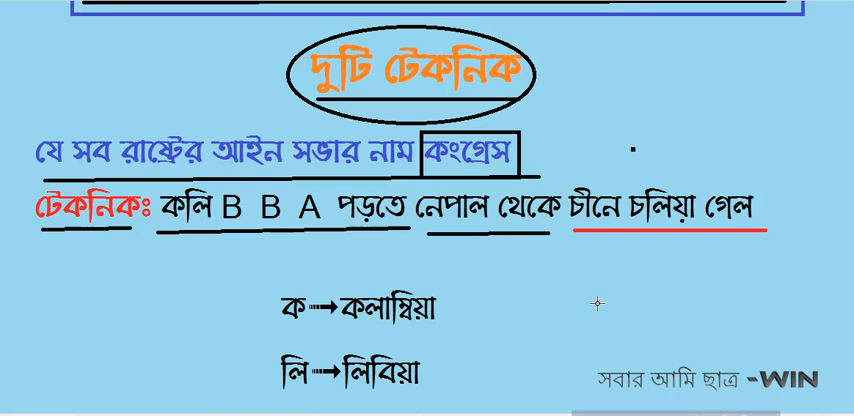 দুটি টেকনিক
যে সব রাষ্ট্রের আইন সভার নাম কংগ্রেস
টেকনিকঃ কলি B B A পড়তে নেপাল থেকে চীনে চলিয়া গেল
ক→কলাম্বিয়া
লি→লিবিয়া
সবার আমি ছাত্র -WIN